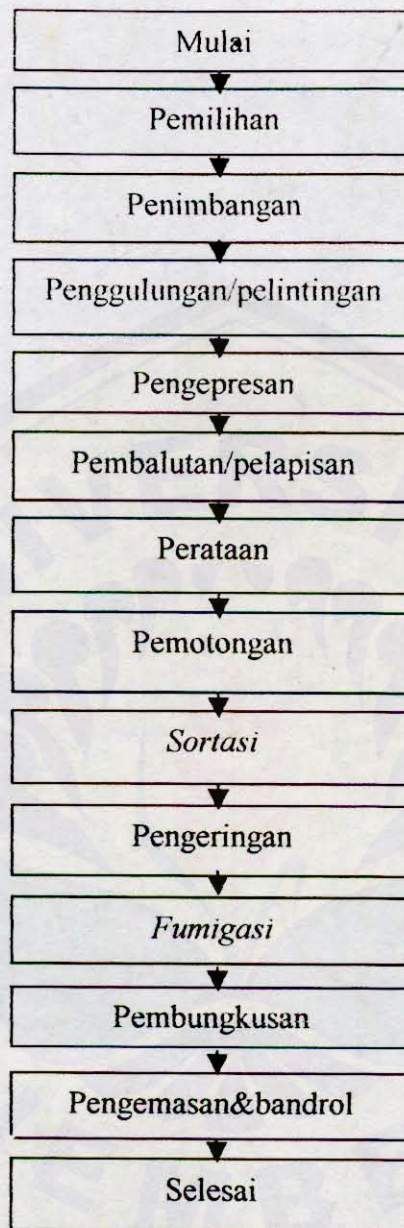 Mulai
Pemilihan
Penimbangan
Penggulungan/pelintingan
Pengepresan
Pembalutan/pelapisan
Perataan
Pemotongan
Sortasi
Pengeringan
Fumigasi
Pembungkusan
Pengemasan&bandrol
Selesai